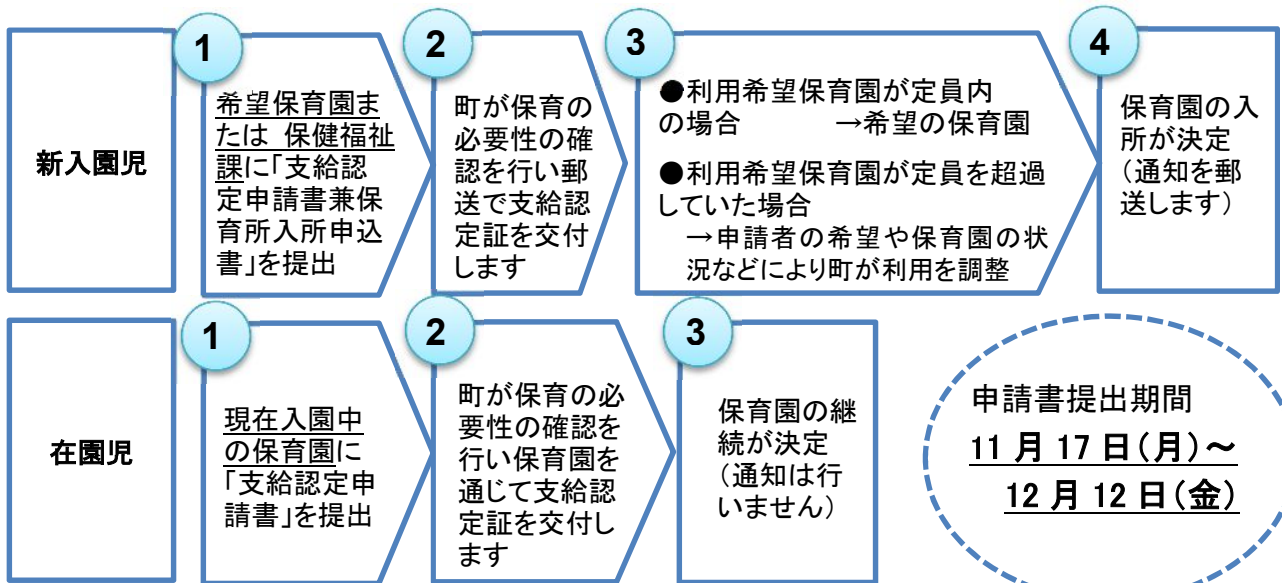 新入園児
1
希望保育園ま
たは 保健福祉
課に「支給認
定申請書兼保
育所入所申込
書」を提出
2
町が保育の
必要性の確
認を行い郵
送で支給認
定証を交付
します
3
●利用希望保育園が定員内
の場合 →希望の保育園
●利用希望保育園が定員を超過
していた場合
→申請者の希望や保育園の状
況などにより町が利用を調整
4
保育園の入
所が決定
(通知を郵
送します)
在園児
1
現在入園中
の保育園に
「支給認定申
請書」を提出
2
町が保育の必
要性の確認を
行い保育園を
通じて支給認
定証を交付し
ます
3
保育園の継
続が決定
(通知は行
いません)
申請書提出期間
11 月 17 日(月)~
12 月 12 日(金)